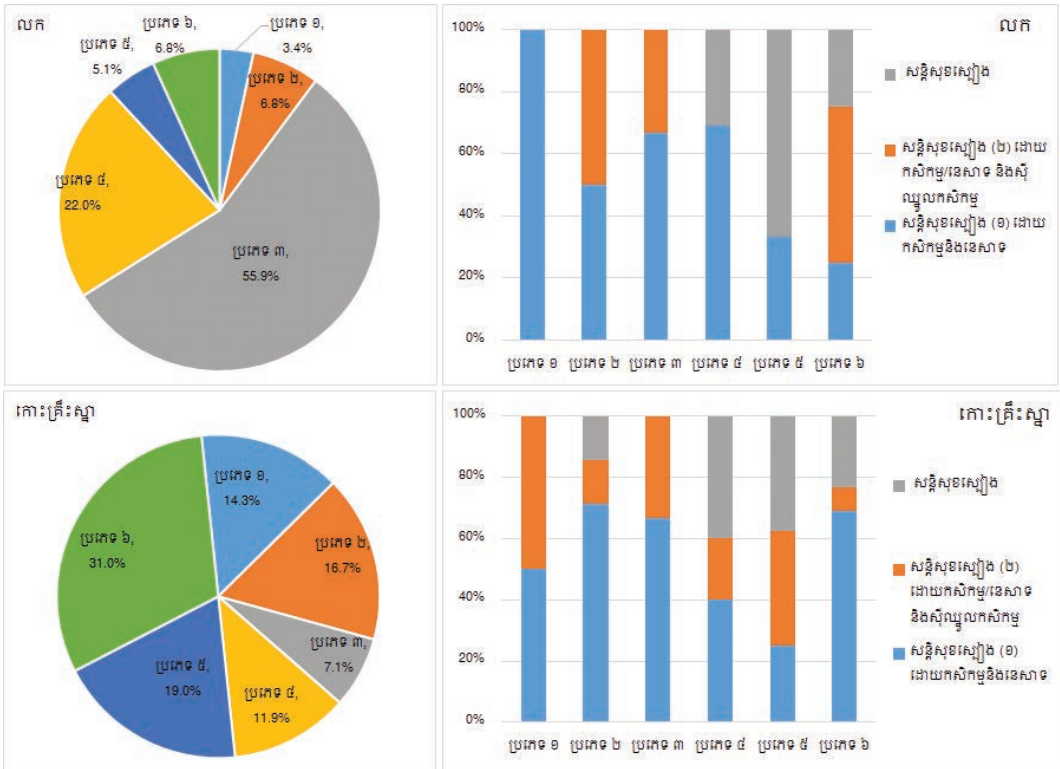 លក
ប្រភេទ ១,
3.4%
ប្រភេទ ២,
6.8%
ប្រភេទ ៣,
55.9%
ប្រភេទ ៤,
22.0%
ប្រភេទ ៥,
5.1%
ប្រភេទ ៦,
6.8%
លក
100%
80%
60%
40%
20%
0%
ប្រភេទ ១
ប្រភេទ ២
ប្រភេទ ៣
ប្រភេទ ៤
ប្រភេទ ៥
ប្រភេទ ៦
សន្តិសុខស្បៀង
សន្តិសុខស្បៀង (២) ដោយ
កសិកម្ម/នេសាទ និងស៊ី
ឈ្នួលកសិកម្ម
សន្តិសុខស្បៀង (១) ដោយ
កសិកម្មនិងនេសាទ
កោះគ្រឹះស្នា
ប្រភេទ ១,
14.3%
ប្រភេទ ២,
16.7%
ប្រភេទ ៣,
7.1%
ប្រភេទ ៤,
11.9%
ប្រភេទ ៥,
19.0%
ប្រភេទ ៦,
31.0%
កោះគ្រឹះស្នា
100%
80%
60%
40%
20%
0%
ប្រភេទ ១
ប្រភេទ ២
ប្រភេទ ៣
ប្រភេទ ៤
ប្រភេទ ៥
ប្រភេទ ៦
សន្តិសុខស្បៀង
សន្តិសុខស្បៀង (២)
ដោយកសិកម្ម/នេសាទ
និងស៊ីឈ្នួលកសិកម្ម
សន្តិសុខស្បៀង (១)
ដោយកសិកម្មនិងនេសាទ